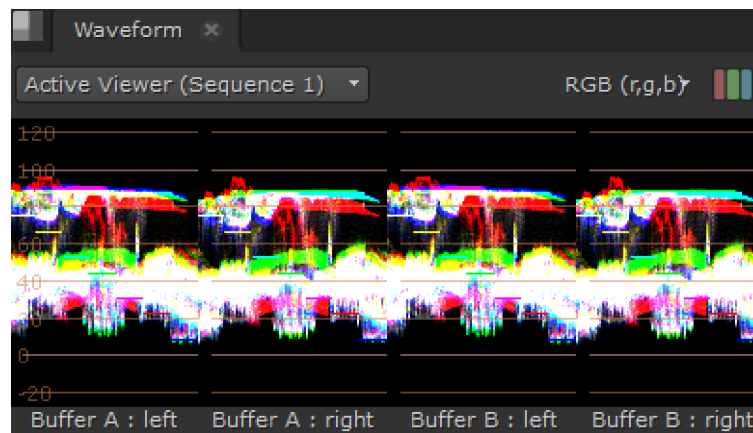 Waveform
Active Viewer (Sequence 1)
RGB (r,g,b)
120
100
60
40
20
0
-20
Buffer A : left
Buffer A : right
Buffer B : left
Buffer B : right